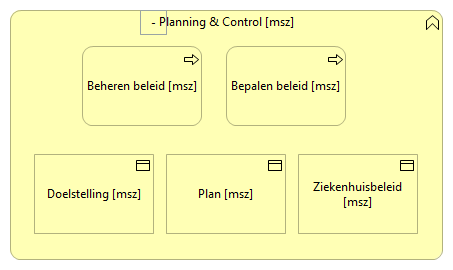 - Planning & Control [msz]
Beheren beleid [msz]
Bepalen beleid [msz]
Doelstelling [msz]
Plan [msz]
Ziekenhuisbeleid
[msz]